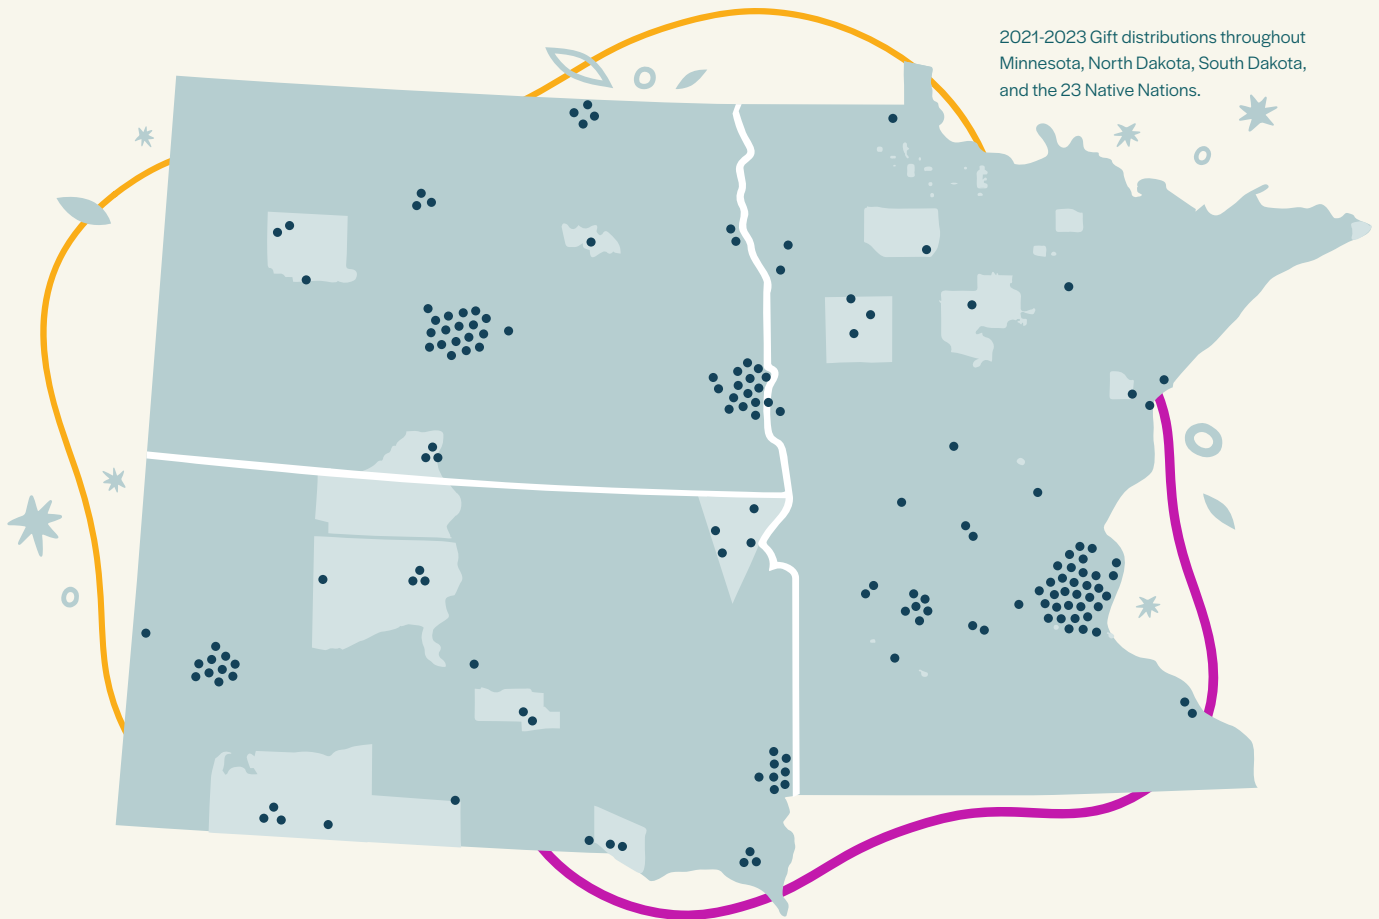 2021-2023 Gift distributions throughout
Minnesota, North Dakota, South Dakota,
and the 23 Native Nations.